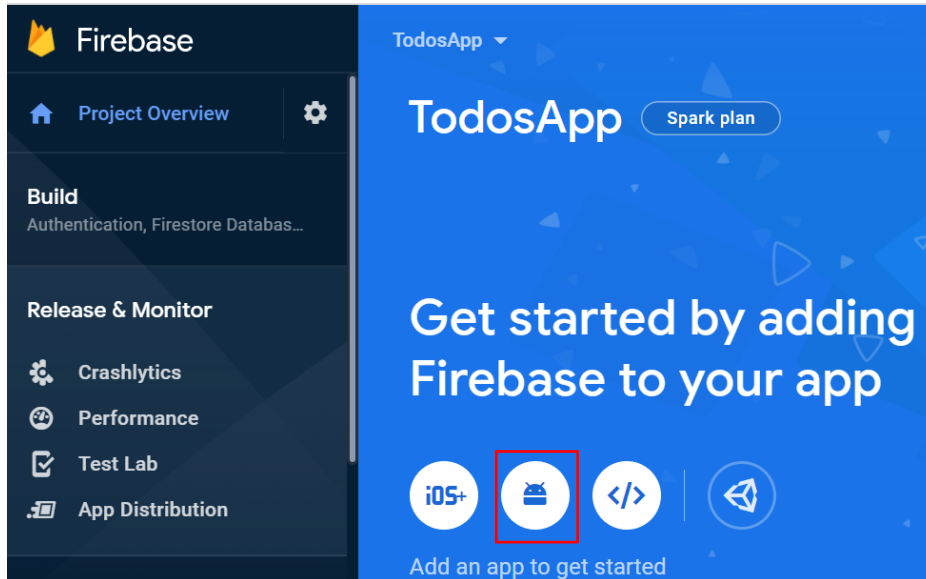 Firebase
Project Overview
Build
Authentication, Firestore Databas...
Release & Monitor
Crashlytics
Performance
Test Lab
App Distribution
TodosApp
TodosApp Spark plan
Get started by adding
Firebase to your app
iOS+ </>
Add an app to get started